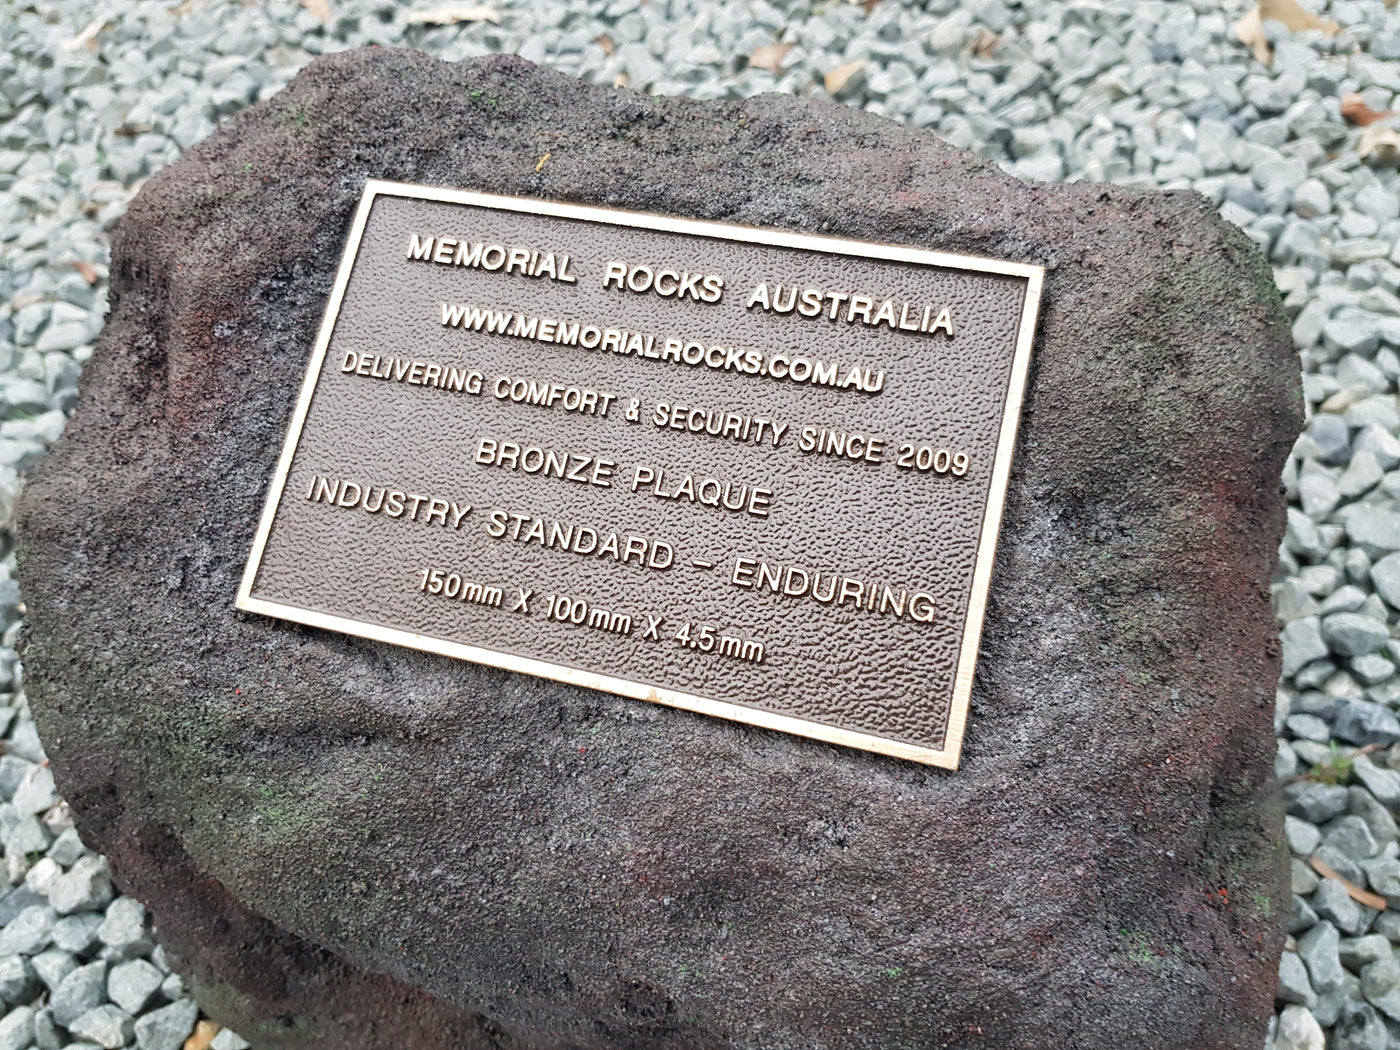 MEMORIAL ROCKS AUSTRALIA
WWW.MEMORIALROCKS.COM.AU
DELIVERING COMFORT & SECURITY SINCE 2009
BRONZE PLAQUE
INDUSTRY STANDARD – ENDURING
150mm X 100mm X 4.5mm